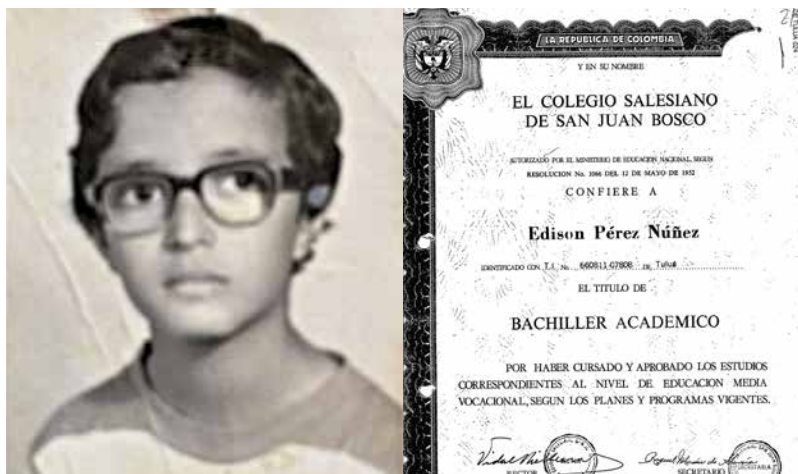 LA REPUBLICA DE COLOMBIA
Y EN SU NOMBRE
EL COLEGIO SALESIANO
DE SAN JUAN BOSCO
AUTORIZADO POR EL MINISTERIO DE EDUCACION NACIONAL, SEGUN
RESOLUCION No. 1066 DEL 12 DE MAYO DE 1952
CONFIERE A
Edison Pérez Núñez
IDENTIFICADO CON T.I. No. 660811-07808 DE Tuluá
EL TITULO DE
BACHILLER ACADEMICO
POR HABER CURSADO Y APROBADO LOS ESTUDIOS
CORRESPONDIENTES AL NIVEL DE EDUCACION MEDIA
VOCACIONAL, SEGUN LOS PLANES Y PROGRAMAS VIGENTES.
RECTOR SECRETARIO